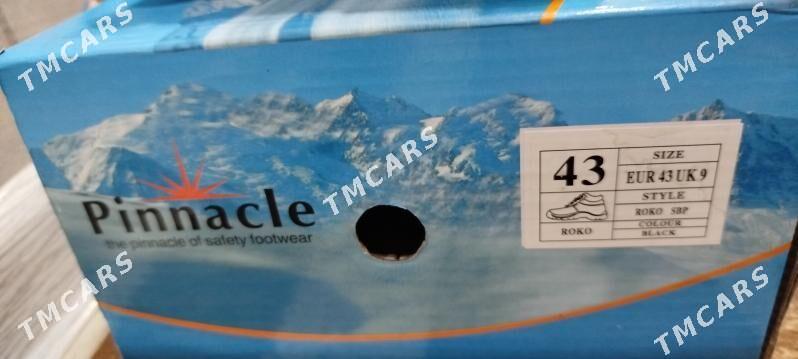 Pinnacle
the pinnacle of safety footwear
43
ROKO
SIZE
EUR 43 UK 9
STYLE
ROKO SBP
COLOUR
BLACK
TMCARS
TMCARS
TMCARS
TMCARS
TMCARS
TMCARS
TMCARS